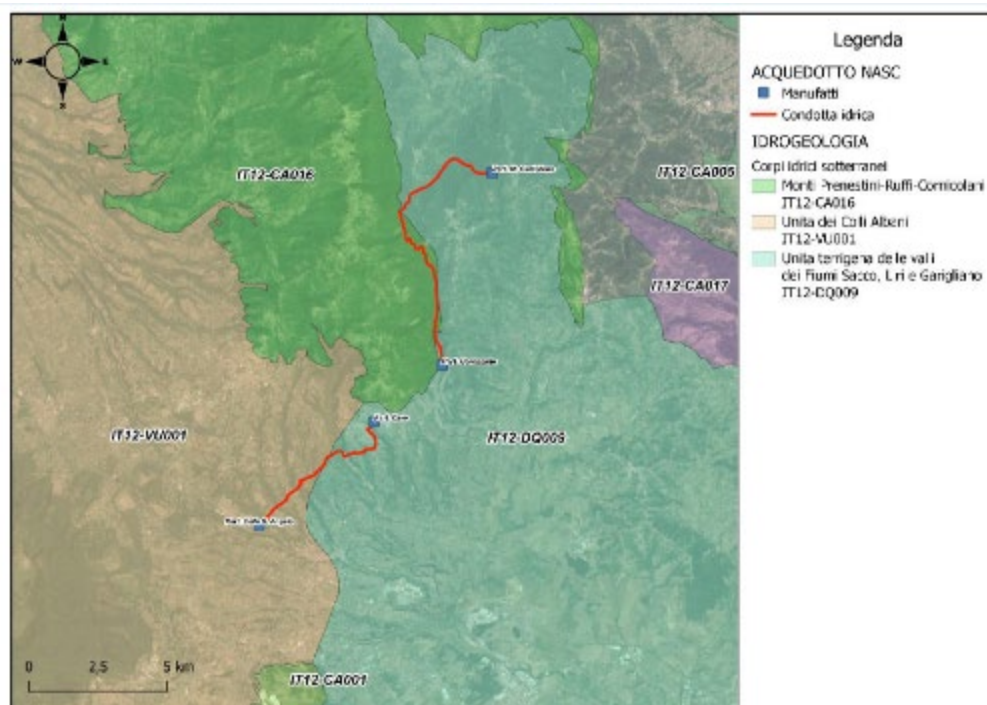 N
W
E
S
IT12-CA016
IT12-CA005
IT12-CA017
IT12-VU001
IT12-DQ009
IT12-CA001
0
2,5
5 km
Legenda
ACQUEDOTTO NASC
Manufatti
Condotta idrica
IDROGEOLOGIA
Corpi idrici sotterranei
Monti Prenestini-Ruffi-Cornicolani
IT12-CA016
Unita dei Colli Albani
IT12-VU001
Unita terrigena delle valli
dei Fiumi Sacco, Liri e Garigliano
IT12-DQ009